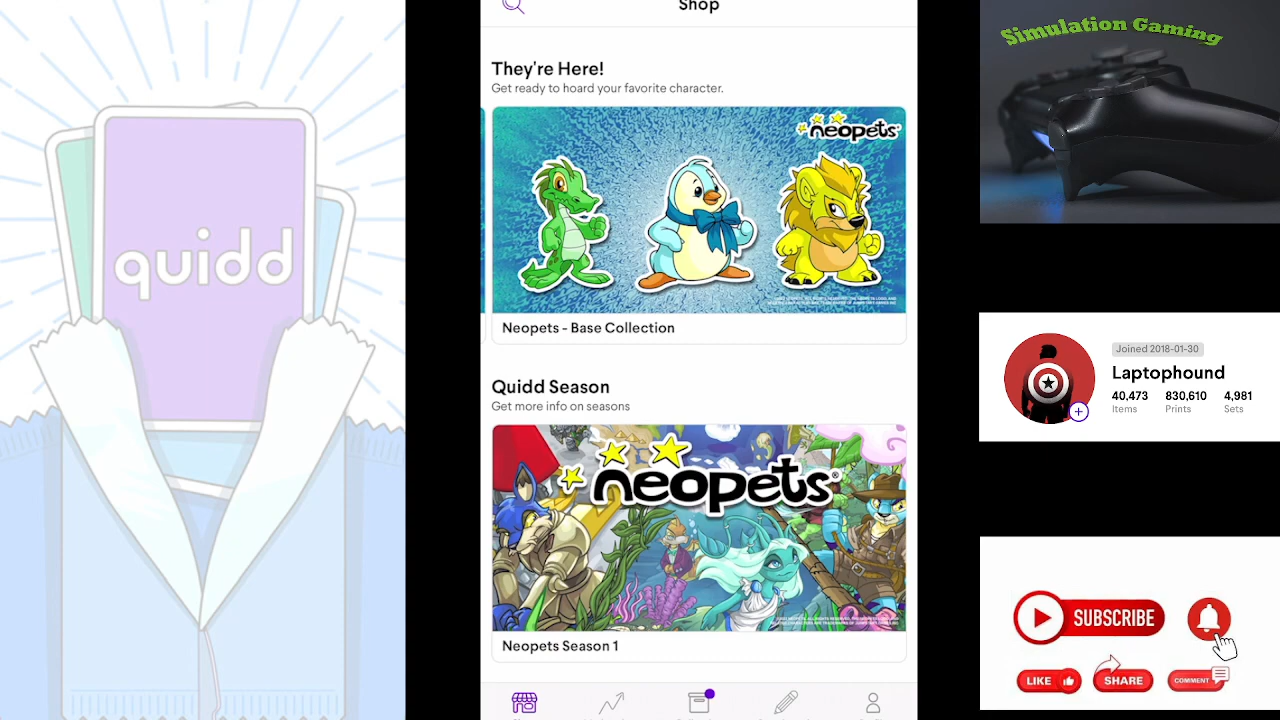 quidd
Shop
They're Here!
Get ready to hoard your favorite character.
neopets
Neopets - Base Collection
Quidd Season
Get more info on seasons
neopets®
Neopets Season 1
Simulation Gaming
Joined 2018-01-30
Laptophound
40,473 830,610 4,981
Items Prints Sets
SUBSCRIBE
LIKE SHARE COMMENT